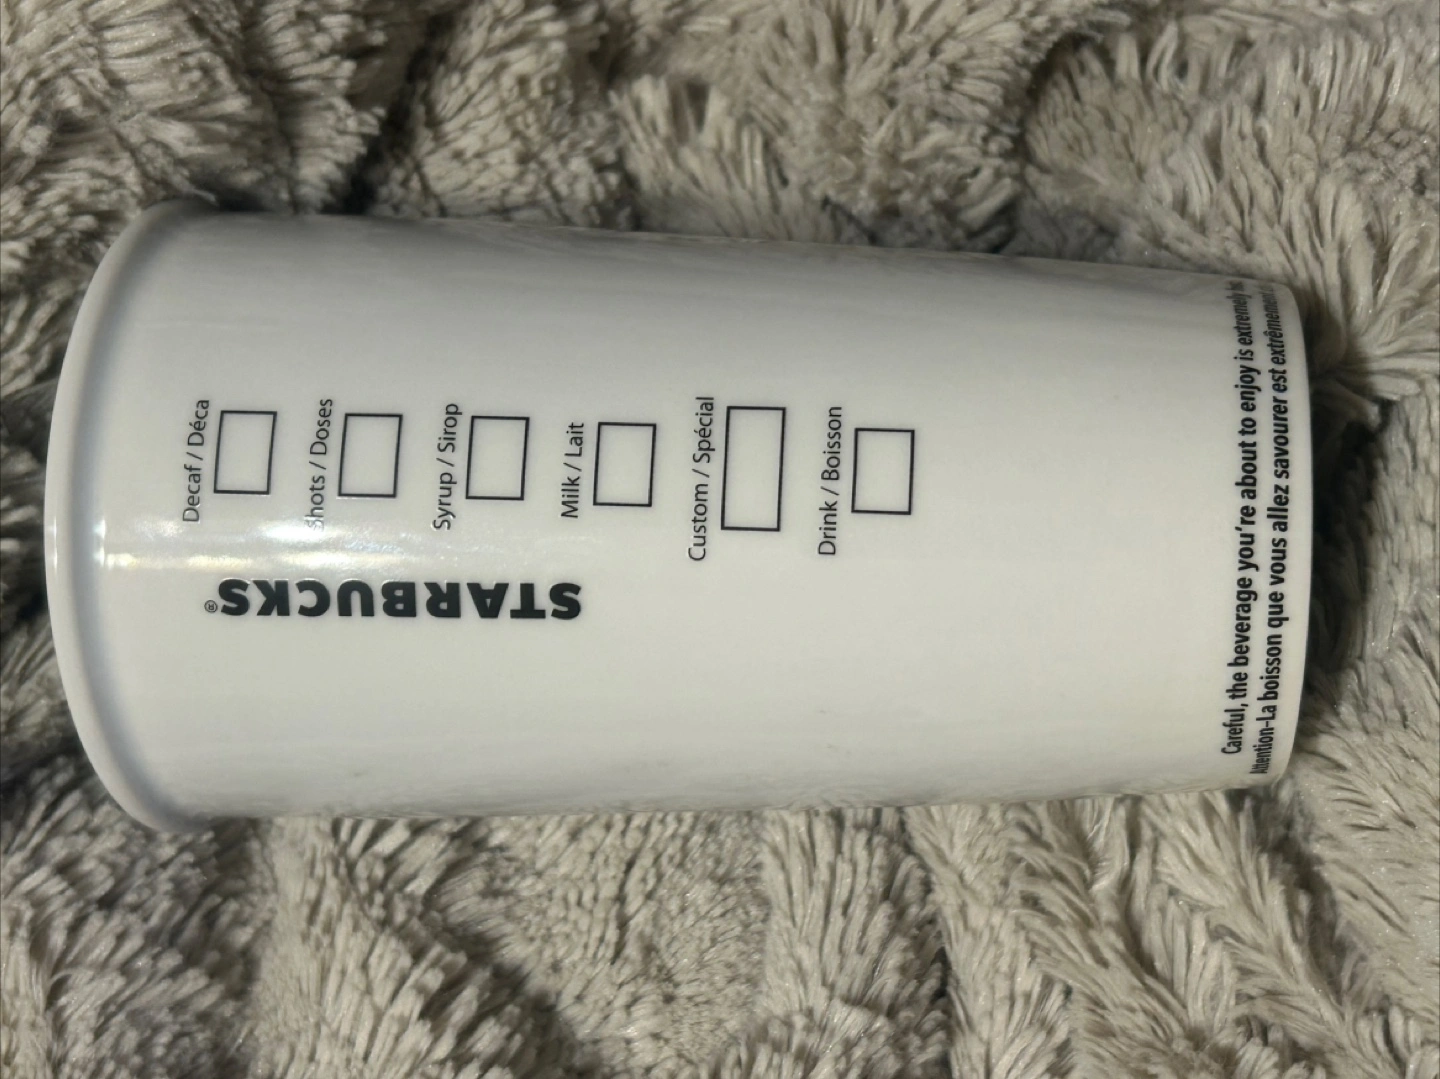 Decaf / Déca
Shots / Doses
Syrup / Sirop
Milk / Lait
Custom / Spécial
Drink / Boisson
STARBUCKS®
Careful, the beverage you're about to enjoy is extremely
Attention-La boisson que vous allez savourer est extrêmement